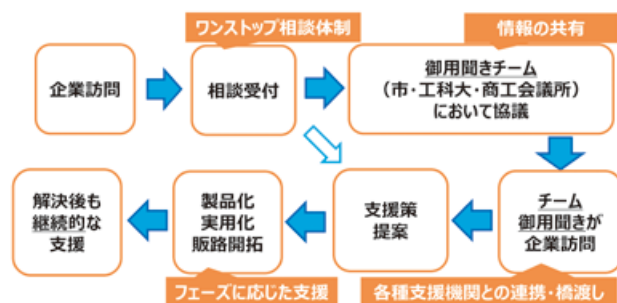 ワンストップ相談体制
情報の共有
企業訪問
相談受付
御用聞きチーム
（市・工科大・商工会議所）
において協議
解決後も
継続的な
支援
製品化
実用化
販路開拓
支援策
提案
チーム
御用聞きが
企業訪問
フェーズに応じた支援
各種支援機関との連携・橋渡し